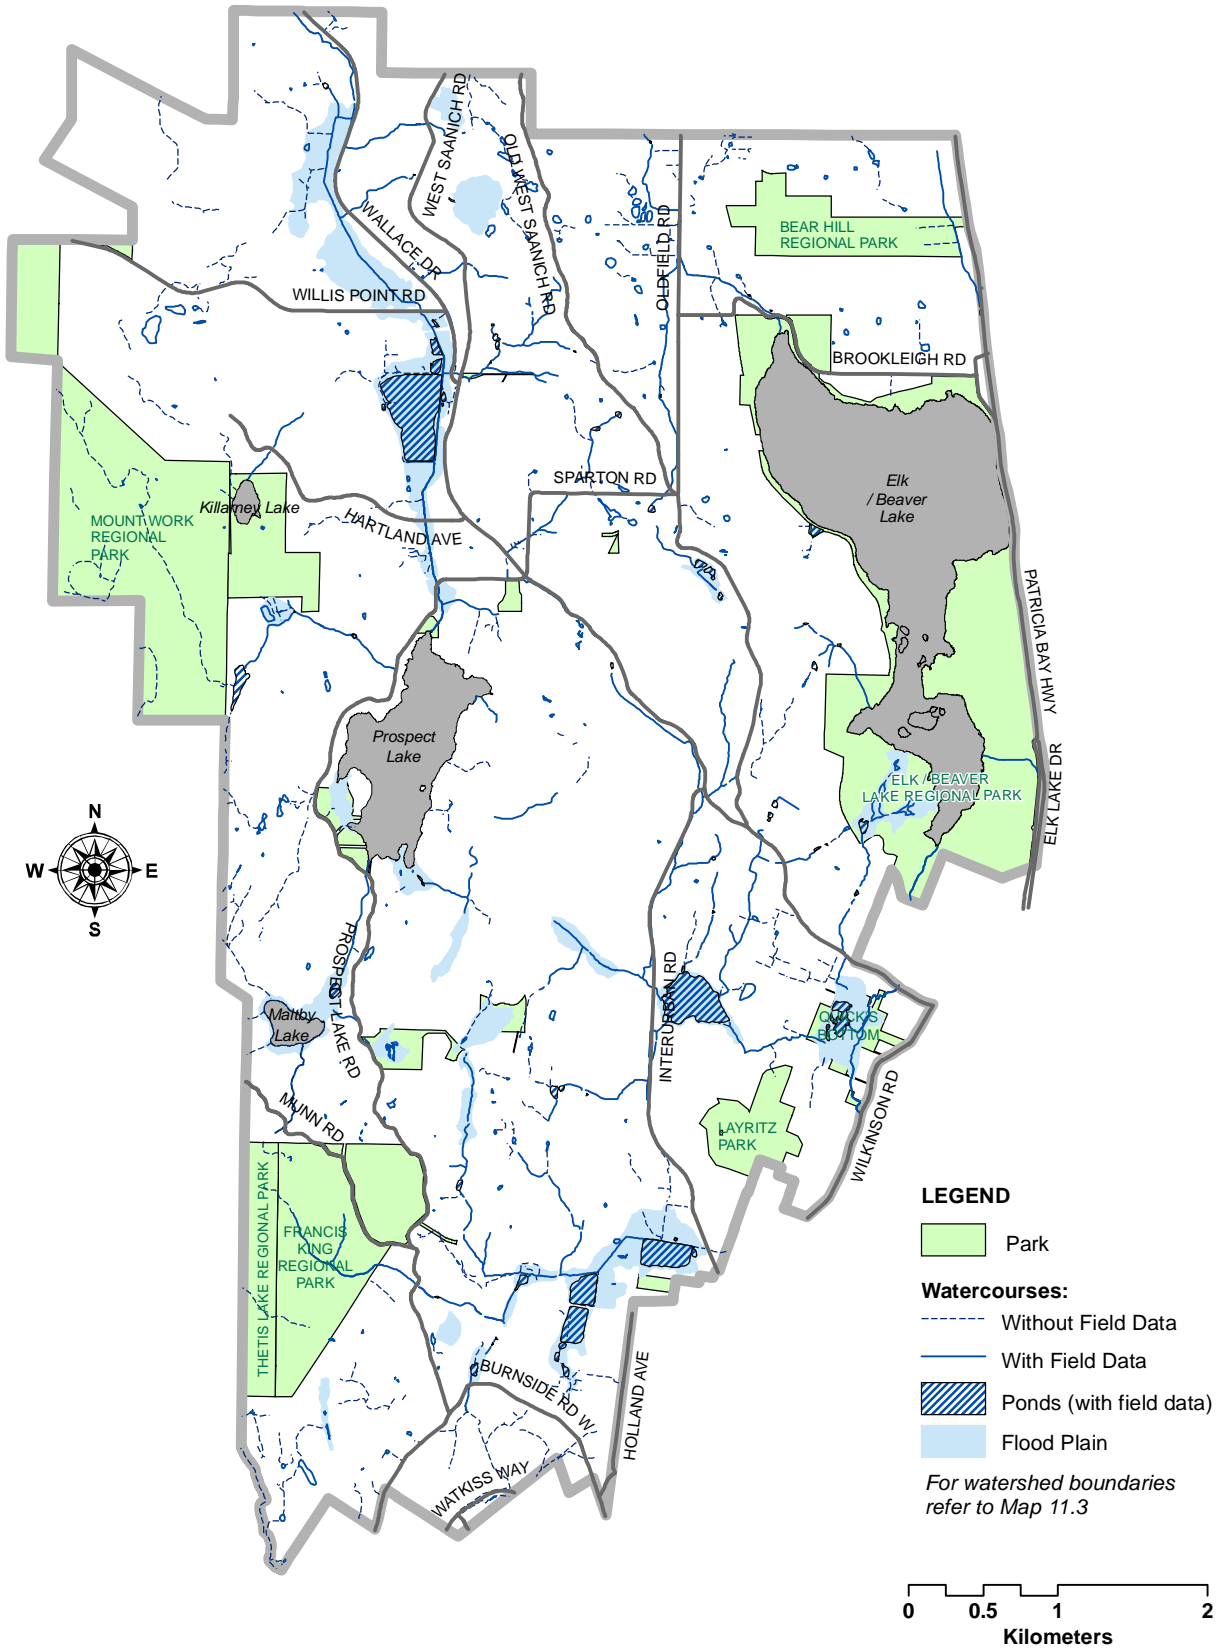 WEST SAANICH RD
OLD WEST SAANICH RD
WALLACE DR
OLDFIELD RD
BEAR HILL
REGIONAL PARK
WILLIS POINT RD
BROOKLEIGH RD
SPARTON RD
Elk
/ Beaver
Lake
Killarney Lake
HARTLAND AVE
MOUNT WORK
REGIONAL
PARK
PATRICIA BAY HWY
Prospect
Lake
ELK / BEAVER
LAKE REGIONAL PARK
ELK LAKE DR
N
W
E
S
PROSPECT LAKE RD
INTERURBAN RD
Maltby
Lake
QUICK'S
BOTTOM
MUNN RD
LAYRITZ
PARK
WILKINSON RD
THETIS LAKE REGIONAL PARK
FRANCIS
KING
REGIONAL
PARK
BURNSIDE RD W
HOLLAND AVE
WATKISS WAY
LEGEND
Park
Watercourses:
Without Field Data
With Field Data
Ponds (with field data)
Flood Plain
For watershed boundaries
refer to Map 11.3
0 0.5 1 2
Kilometers